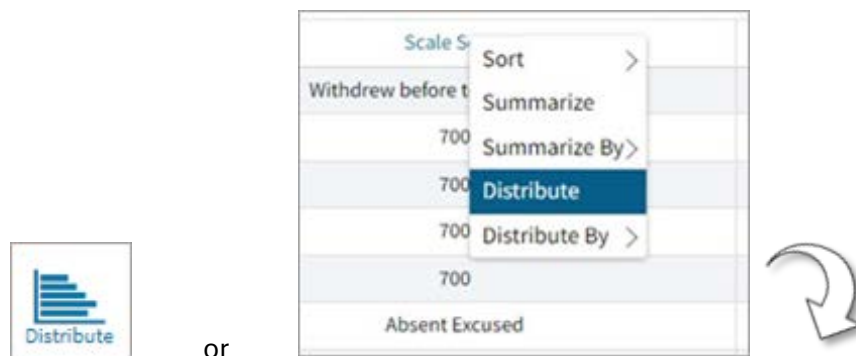 Scale S
Sort >
Withdrew before t
Summarize
700
Summarize By>
700
Distribute
700
Distribute By >
700
Distribute
or
Absent Excused